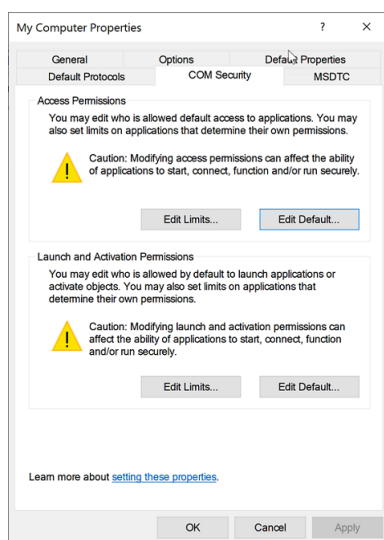 My Computer Properties ? ×
General Options Default Properties
Default Protocols COM Security MSDTC
Access Permissions
You may edit who is allowed default access to applications. You may
also set limits on applications that determine their own permissions.
Caution: Modifying access permissions can affect the ability
of applications to start, connect, function and/or run securely.
Edit Limits... Edit Default...
Launch and Activation Permissions
You may edit who is allowed by default to launch applications or
activate objects. You may also set limits on applications that
determine their own permissions.
Caution: Modifying launch and activation permissions can
affect the ability of applications to start, connect, function
and/or run securely.
Edit Limits... Edit Default...
Learn more about setting these properties.
OK Cancel Apply